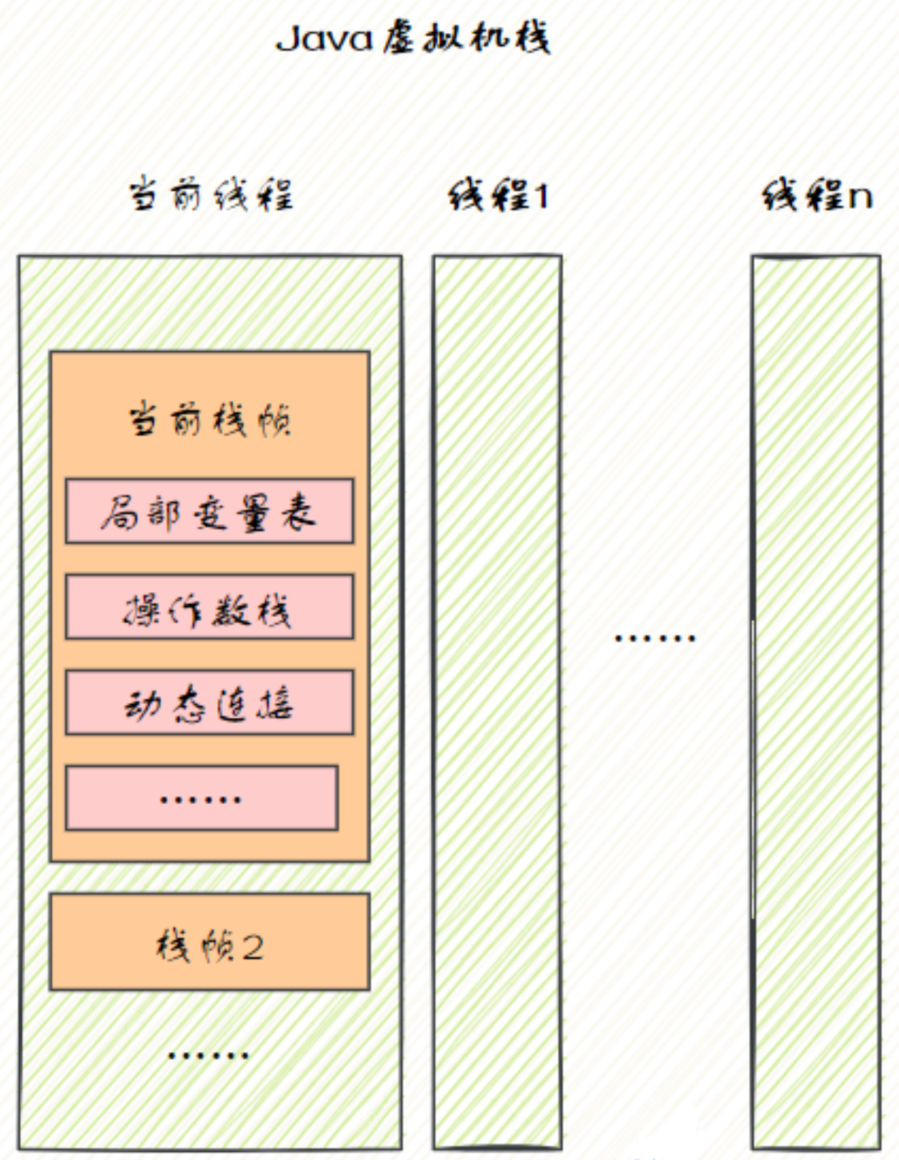 Java虚拟机栈
当前线程 线程1 线程n
当前栈帧
局部变量表
操作数栈
动态连接
……
……
栈帧2
……